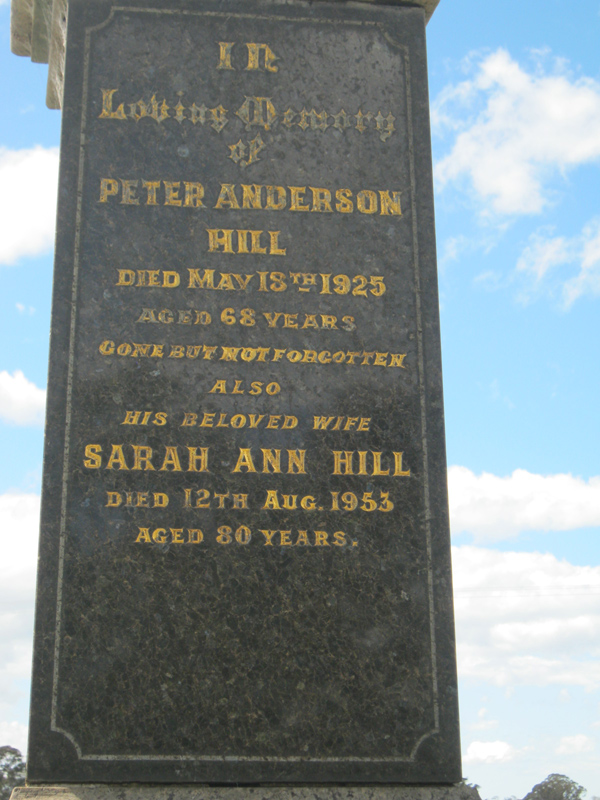 In
Loving Memory
of
PETER ANDERSON
HILL
DIED MAY 18TH 1925
AGED 68 YEARS
GONE BUT NOT FORGOTTEN
ALSO
HIS BELOVED WIFE
SARAH ANN HILL
DIED 12TH AUG. 1953
AGED 80 YEARS.